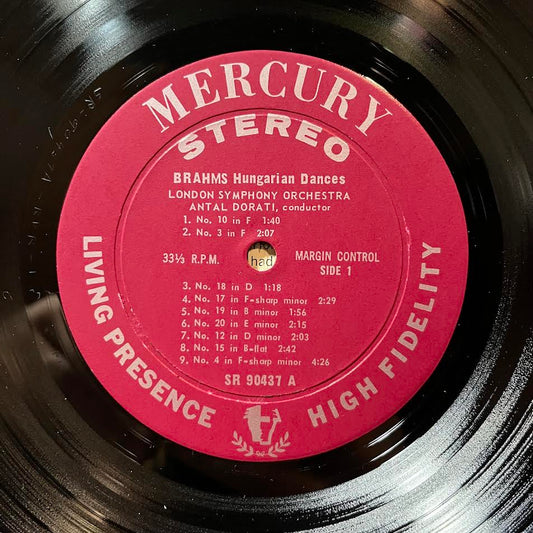 MERCURY
STEREO
BRAHMS Hungarian Dances
LONDON SYMPHONY ORCHESTRA
ANTAL DORATI, conductor
1. No. 10 in F 1:40
2. No. 3 in F 2:07
33⅓ R.P.M.
had
MARGIN CONTROL
SIDE 1
3. No. 18 in D 1:18
4. No. 17 in F-sharp minor 2:29
5. No. 19 in B minor 1:56
6. No. 20 in E minor 2:15
7. No. 12 in D minor 2:03
8. No. 15 in B-flat 2:42
9. No. 4 in F-sharp minor 4:26
SR 90437 A
LIVING PRESENCE
HIGH FIDELITY